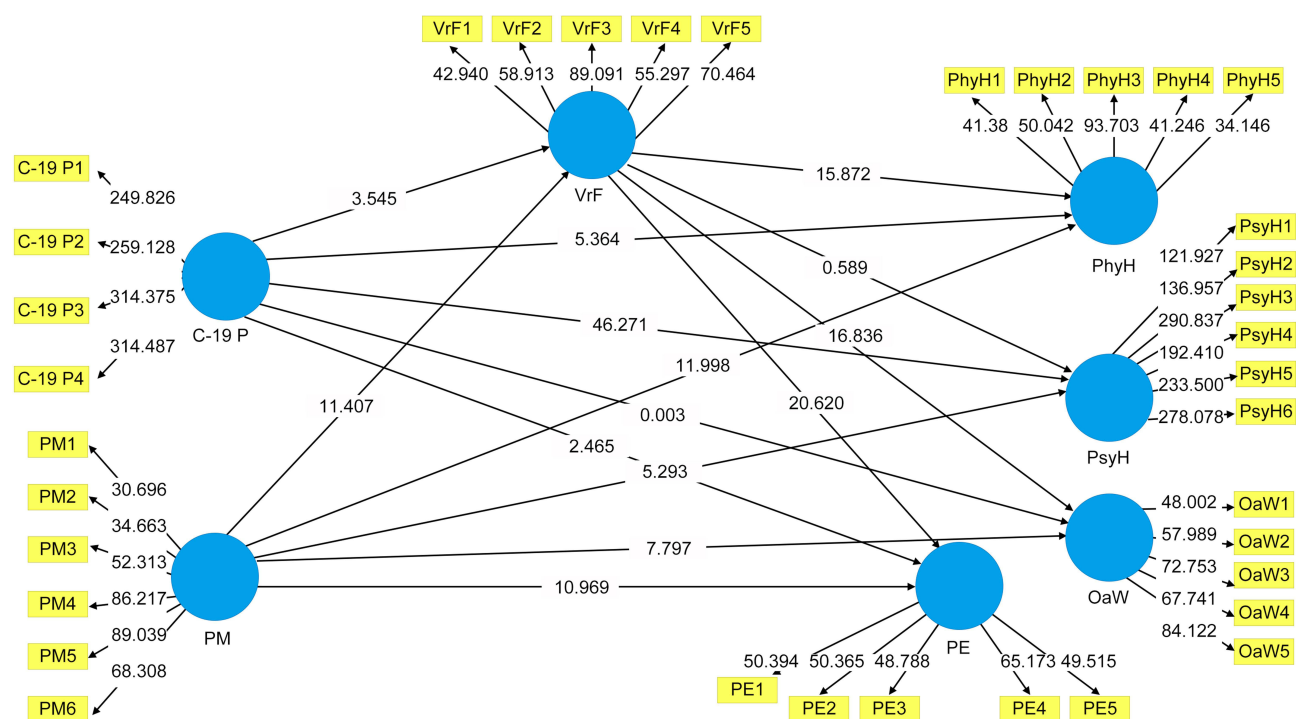 VrF1 VrF2 VrF3 VrF4 VrF5
42.940 58.913 89.091 55.297 70.464
VrF
PhyH1 PhyH2 PhyH3 PhyH4 PhyH5
41.38 50.042 93.703 41.246 34.146
PhyH
C-19 P1
249.826
C-19 P2
259.128
C-19 P3
314.375
C-19 P4
314.487
C-19 P
3.545
15.872
5.364
0.589
46.271
16.836
11.998
11.407
20.620
0.003
2.465
5.293
7.797
10.969
PsyH1
121.927
PsyH2
136.957
PsyH3
290.837
PsyH4
192.410
PsyH5
233.500
PsyH6
278.078
PsyH
PM1
30.696
PM2
34.663
PM3
52.313
PM4
86.217
PM5
89.039
PM6
68.308
PM
48.002 OaW1
57.989 OaW2
72.753 OaW3
67.741 OaW4
84.122 OaW5
OaW
PE
50.394 50.365 48.788 65.173 49.515
PE1 PE2 PE3 PE4 PE5